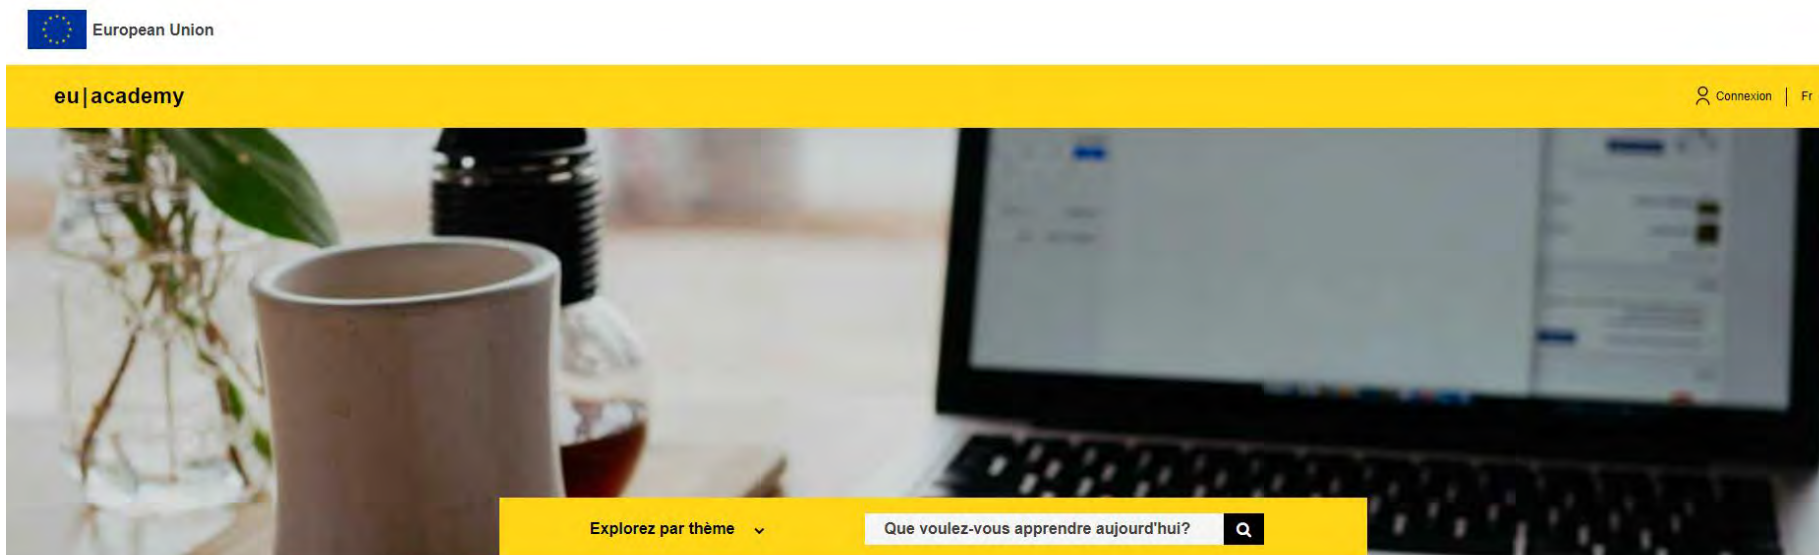 European Union
eu|academy
Connexion | Fr
Explorez par thème
Que voulez-vous apprendre aujourd'hui?